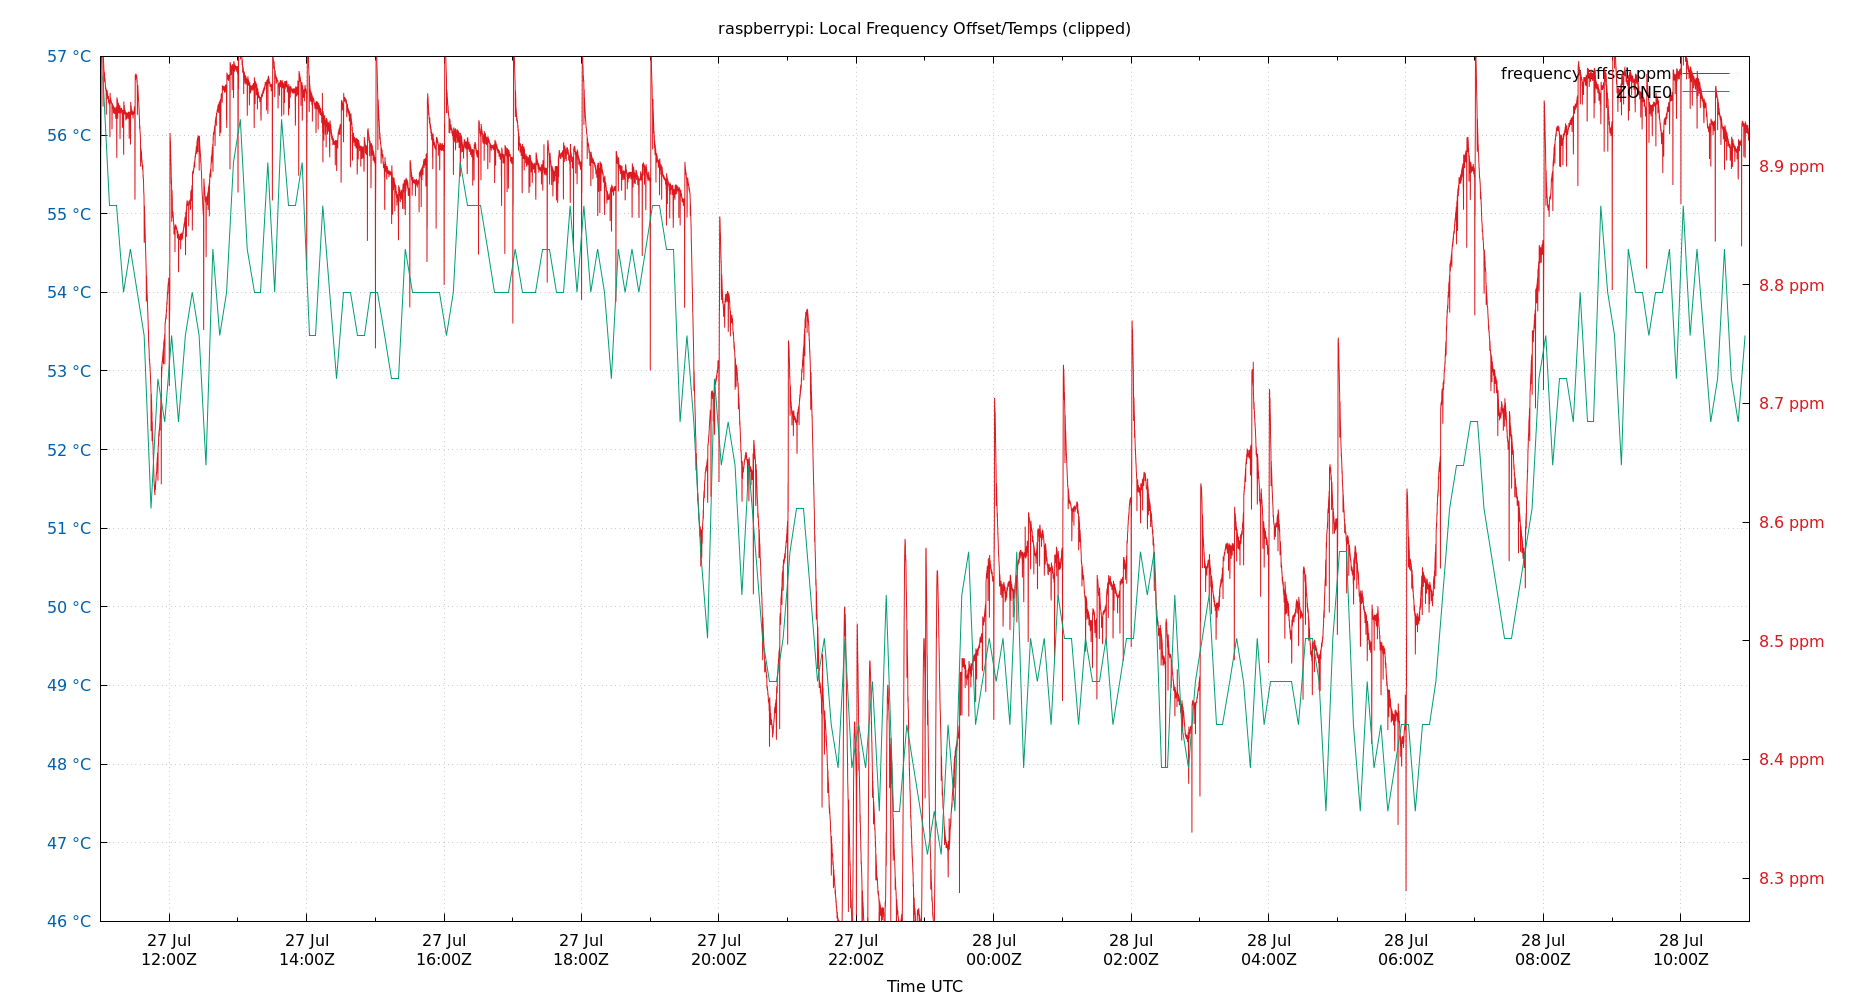 raspberrypi: Local Frequency Offset/Temps (clipped)
57 °C
56 °C
55 °C
54 °C
53 °C
52 °C
51 °C
50 °C
49 °C
48 °C
47 °C
46 °C
frequency offset ppm
ZONE0
8.9 ppm
8.8 ppm
8.7 ppm
8.6 ppm
8.5 ppm
8.4 ppm
8.3 ppm
27 Jul 27 Jul 27 Jul 27 Jul 27 Jul 27 Jul 28 Jul 28 Jul 28 Jul 28 Jul 28 Jul 28 Jul
12:00Z 14:00Z 16:00Z 18:00Z 20:00Z 22:00Z 00:00Z 02:00Z 04:00Z 06:00Z 08:00Z 10:00Z
Time UTC